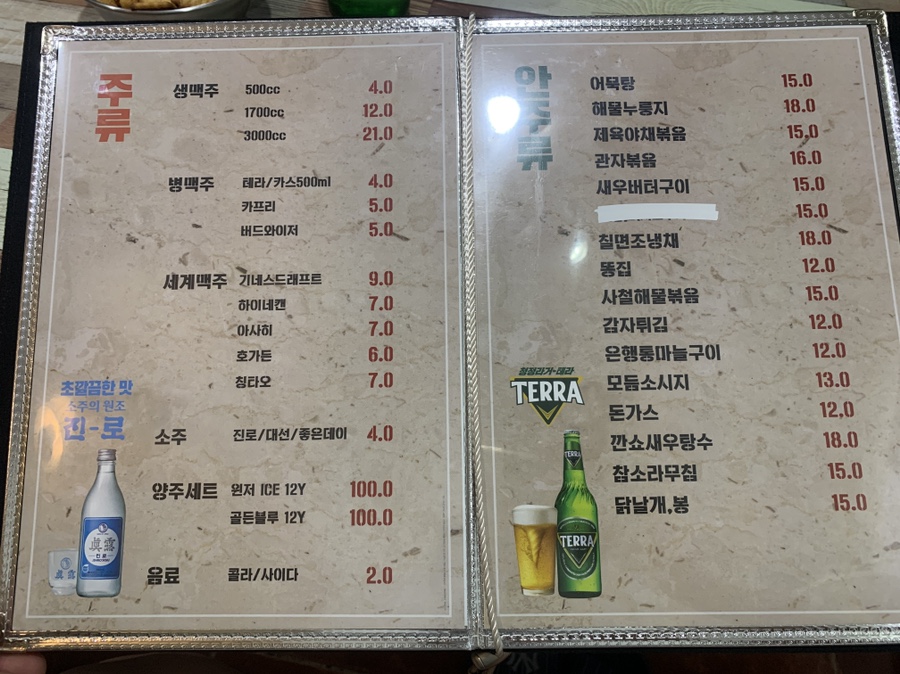 주류
생맥주 500cc 4.0
1700cc 12.0
3000cc 21.0
병맥주 테라/카스500ml 4.0
카프리 5.0
버드와이저 5.0
세계맥주 기네스드래프트 9.0
하이네캔 7.0
아사히 7.0
호가든 6.0
칭타오 7.0
소주 진로/대선/좋은데이 4.0
양주세트 원저 ICE 12Y 100.0
골든블루 12Y 100.0
음료 콜라/사이다 2.0
초깔끔한 맛
소주의 원조
진-로
眞露
안주류
어묵탕 15.0
해물누룽지 18.0
제육야채볶음 15.0
관자볶음 16.0
새우버터구이 15.0
15.0
칠면조냉채 18.0
똥집 12.0
사철해물볶음 15.0
감자튀김 12.0
은행통마늘구이 12.0
모듬소시지 13.0
돈가스 12,0
깐쇼새우탕수 18.0
참소라무침 15.0
닭날개,봉 15.0
청정라거-테라
TERRA
TERRA
TERRA